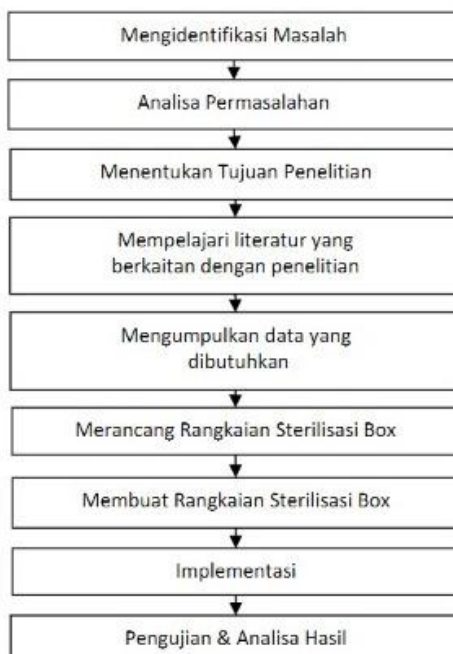 Mengidentifikasi Masalah
Analisa Permasalahan
Menentukan Tujuan Penelitian
Mempelajari literatur yang
berkaitan dengan penelitian
Mengumpulkan data yang
dibutuhkan
Merancang Rangkaian Sterilisasi Box
Membuat Rangkaian Sterilisasi Box
Implementasi
Pengujian & Analisa Hasil